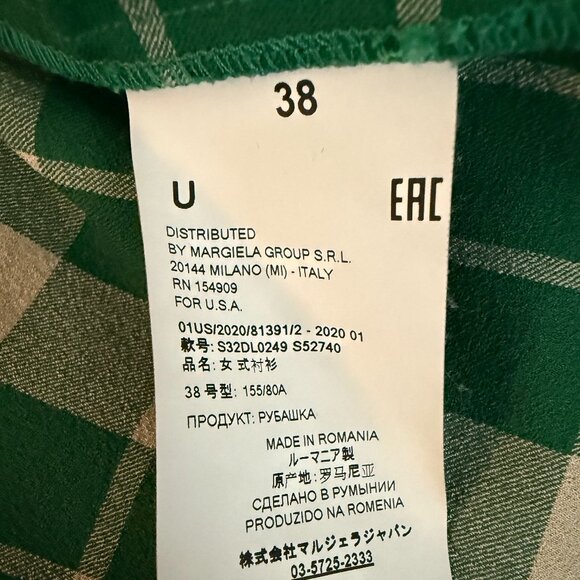 38
U
EAC
DISTRIBUTED
BY MARGIELA GROUP S.R.L.
20144 MILANO (MI) - ITALY
RN 154909
FOR U.S.A.
01US/2020/81391/2 - 2020 01
款号: S32DL0249 S52740
品名: 女式衬衫
38 号型: 155/80A
ПРОДУКТ: РУБАШКА
MADE IN ROMANIA
ルーマニア製
原产地: 罗马尼亚
СДЕЛАНО В РУМЫНИИ
PRODUZIDO NA ROMENIA
株式会社マルジェラジャパン
03-5725-2333